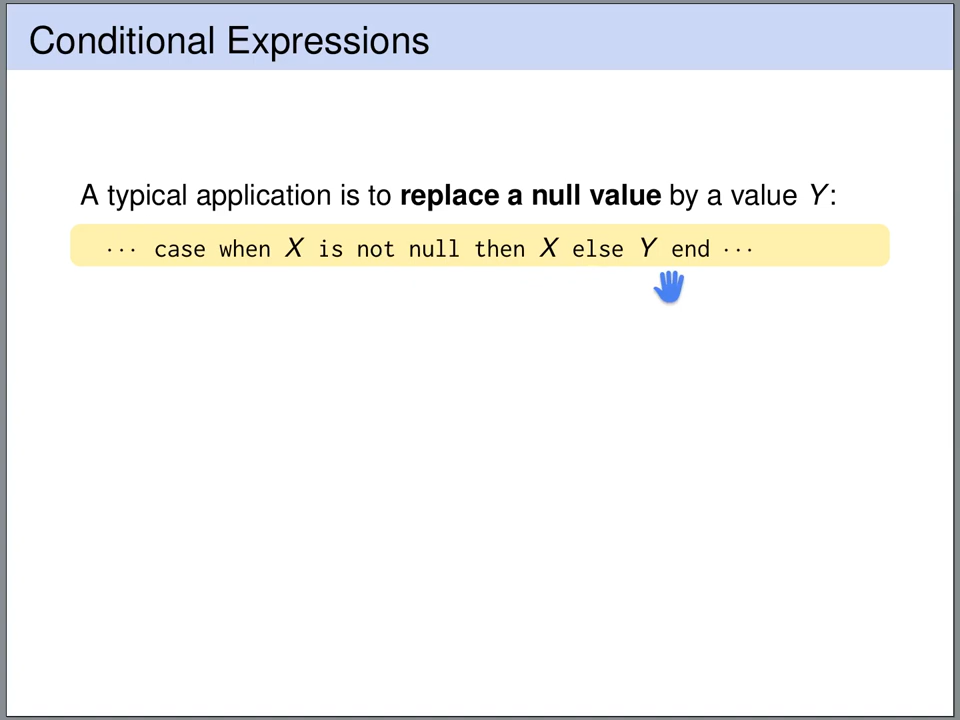 Conditional Expressions
A typical application is to replace a null value by a value Y:
··· case when X is not null then X else Y end ···